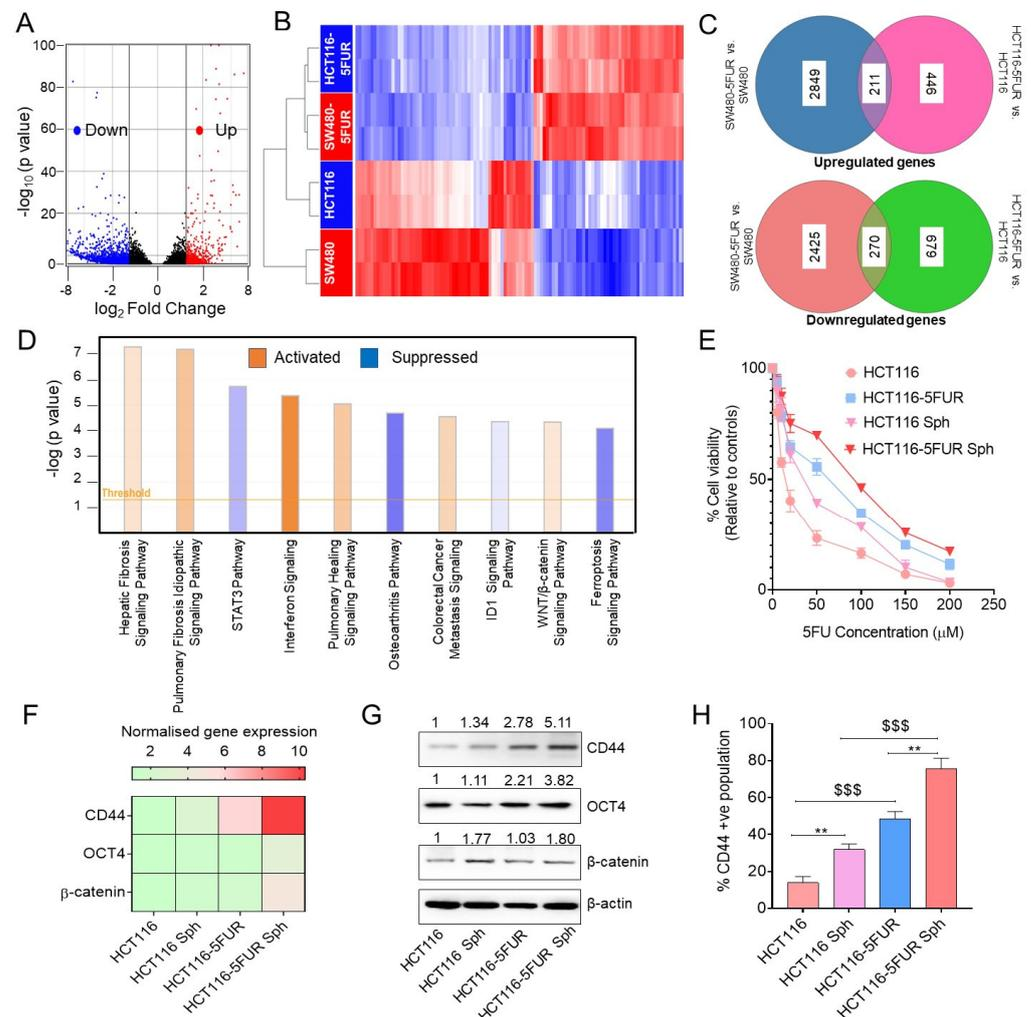 A
100
80
60
40
20
0
-log10 (p value)
Down
Up
-8
-2
2
8
log2 Fold Change
B
HCT116-
5FUR
SW480-
5FUR
HCT116
SW480
C
SW480-5FUR vs.
SW480
2849
211
446
HCT116-5FUR vs.
HCT116
Upregulated genes
SW480-5FUR vs.
SW480
2425
270
679
HCT116-5FUR vs.
HCT116
Downregulated genes
D
Activated
Suppressed
7
6
5
4
3
2
1
-log (p value)
Threshold
Hepatic Fibrosis
Signaling Pathway
Pulmonary Fibrosis Idiopathic
Signaling Pathway
STAT3 Pathway
Interferon Signaling
Pulmonary Healing
Signaling Pathway
Osteoarthritis Pathway
Colorectal Cancer
Metastasis Signaling
ID1 Signaling
Pathway
WNT/β-catenin
Signaling Pathway
Ferroptosis
Signaling Pathway
E
100
50
0
% Cell viability
(Relative to controls)
HCT116
HCT116-5FUR
HCT116 Sph
HCT116-5FUR Sph
0 50 100 150 200 250
5FU Concentration (μM)
F
Normalised gene expression
2 4 6 8 10
CD44
OCT4
β-catenin
HCT116
HCT116 Sph
HCT116-5FUR
HCT116-5FUR Sph
G
1 1.34 2.78 5.11
CD44
1 1.11 2.21 3.82
OCT4
1 1.77 1.03 1.80
β-catenin
β-actin
HCT116
HCT116 Sph
HCT116-5FUR
HCT116-5FUR Sph
H
100
80
60
40
20
0
% CD44 +ve population
$$$
**
$$$
**
HCT116
HCT116 Sph
HCT116-5FUR
HCT116-5FUR Sph